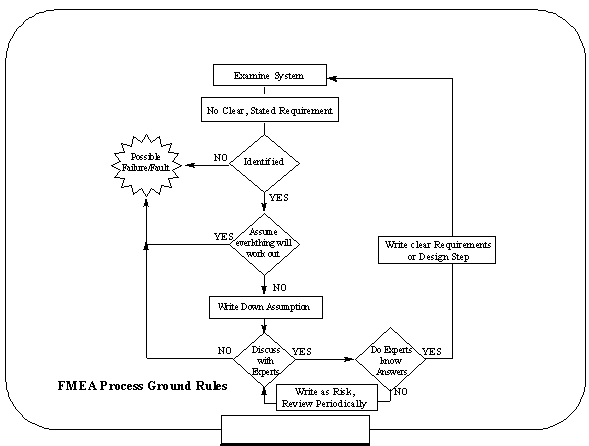 Examine System
No Clear, Stated Requirement
Possible
Failure/Fault
NO
Identified
YES
YES
Assume
everkthing will
work out
Write clear Requirements
or Design Step
NO
Write Down Assumption
NO
Discuss
with
Experts
YES
Do Experts
know
Answers
YES
FMEA Process Ground Rules
Write as Risk,
Review Periodically
NO